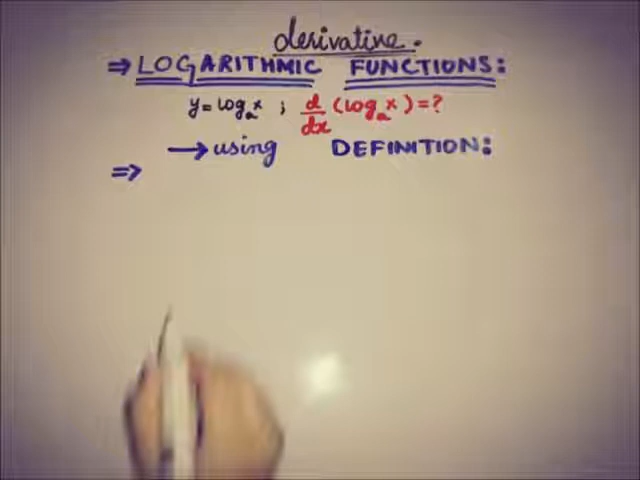 derivative.
⇒ LOGARITHMIC FUNCTIONS:
y = logₐx ; d/dx (logₐx) = ?
→ using DEFINITION:
⇒